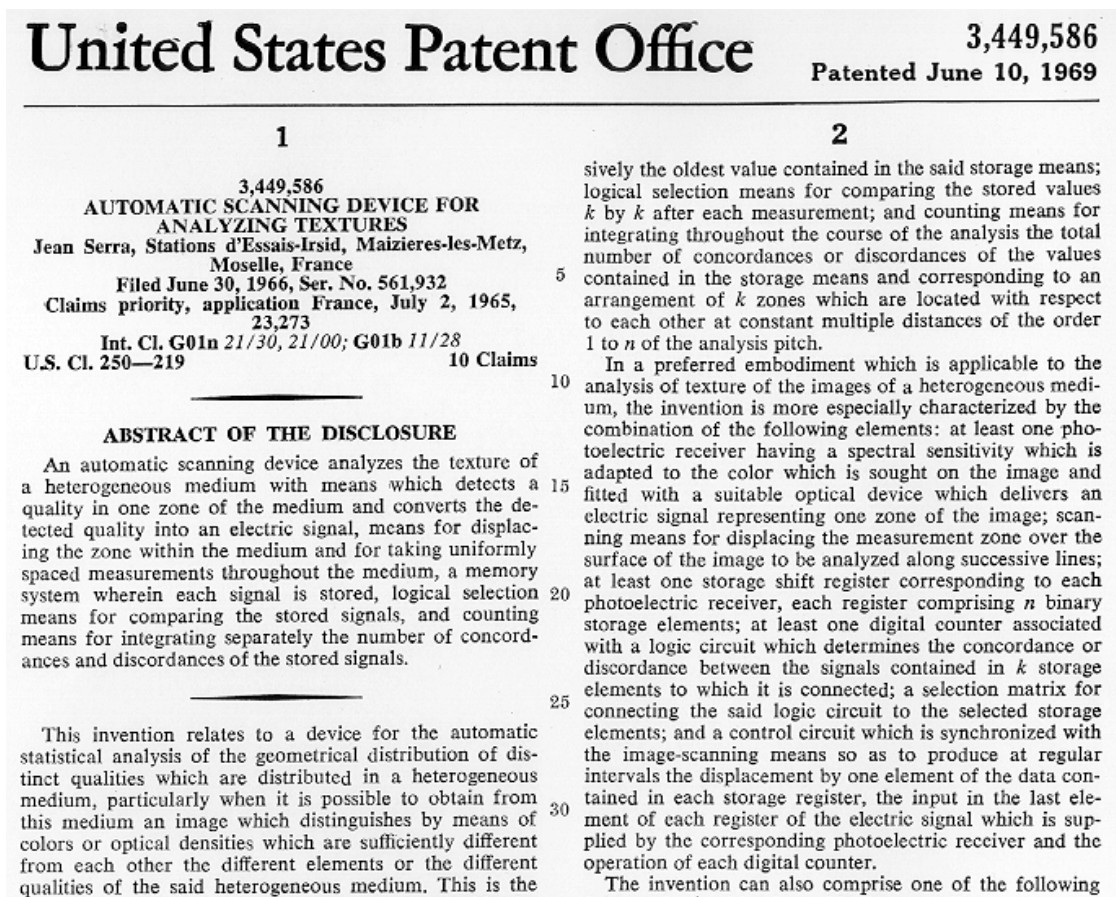 United States Patent Office
3,449,586
Patented June 10, 1969
1
3,449,586
AUTOMATIC SCANNING DEVICE FOR
ANALYZING TEXTURES
Jean Serra, Stations d'Essais-Irsid, Maizieres-les-Metz,
Moselle, France
Filed June 30, 1966, Ser. No. 561,932
Claims priority, application France, July 2, 1965,
23,273
Int. Cl. G01n 21/30, 21/00; G01b 11/28
U.S. Cl. 250—219 10 Claims
ABSTRACT OF THE DISCLOSURE
An automatic scanning device analyzes the texture of
a heterogeneous medium with means which detects a
quality in one zone of the medium and converts the de-
tected quality into an electric signal, means for displac-
ing the zone within the medium and for taking uniformly
spaced measurements throughout the medium, a memory
system wherein each signal is stored, logical selection
means for comparing the stored signals, and counting
means for integrating separately the number of concord-
ances and discordances of the stored signals.
This invention relates to a device for the automatic
statistical analysis of the geometrical distribution of dis-
tinct qualities which are distributed in a heterogeneous
medium, particularly when it is possible to obtain from
this medium an image which distinguishes by means of
colors or optical densities which are sufficiently different
from each other the different elements or the different
qualities of the said heterogeneous medium. This is the
5
10
15
20
25
30
2
sively the oldest value contained in the said storage means;
logical selection means for comparing the stored values
k by k after each measurement; and counting means for
integrating throughout the course of the analysis the total
number of concordances or discordances of the values
contained in the storage means and corresponding to an
arrangement of k zones which are located with respect
to each other at constant multiple distances of the order
1 to n of the analysis pitch.
In a preferred embodiment which is applicable to the
analysis of texture of the images of a heterogeneous medi-
um, the invention is more especially characterized by the
combination of the following elements: at least one pho-
toelectric receiver having a spectral sensitivity which is
adapted to the color which is sought on the image and
fitted with a suitable optical device which delivers an
electric signal representing one zone of the image; scan-
ning means for displacing the measurement zone over the
surface of the image to be analyzed along successive lines;
at least one storage shift register corresponding to each
photoelectric receiver, each register comprising n binary
storage elements; at least one digital counter associated
with a logic circuit which determines the concordance or
discordance between the signals contained in k storage
elements to which it is connected; a selection matrix for
connecting the said logic circuit to the selected storage
elements; and a control circuit which is synchronized with
the image-scanning means so as to produce at regular
intervals the displacement by one element of the data con-
tained in each storage register, the input in the last ele-
ment of each register of the electric signal which is sup-
plied by the corresponding photoelectric receiver and the
operation of each digital counter.
The invention can also comprise one of the following